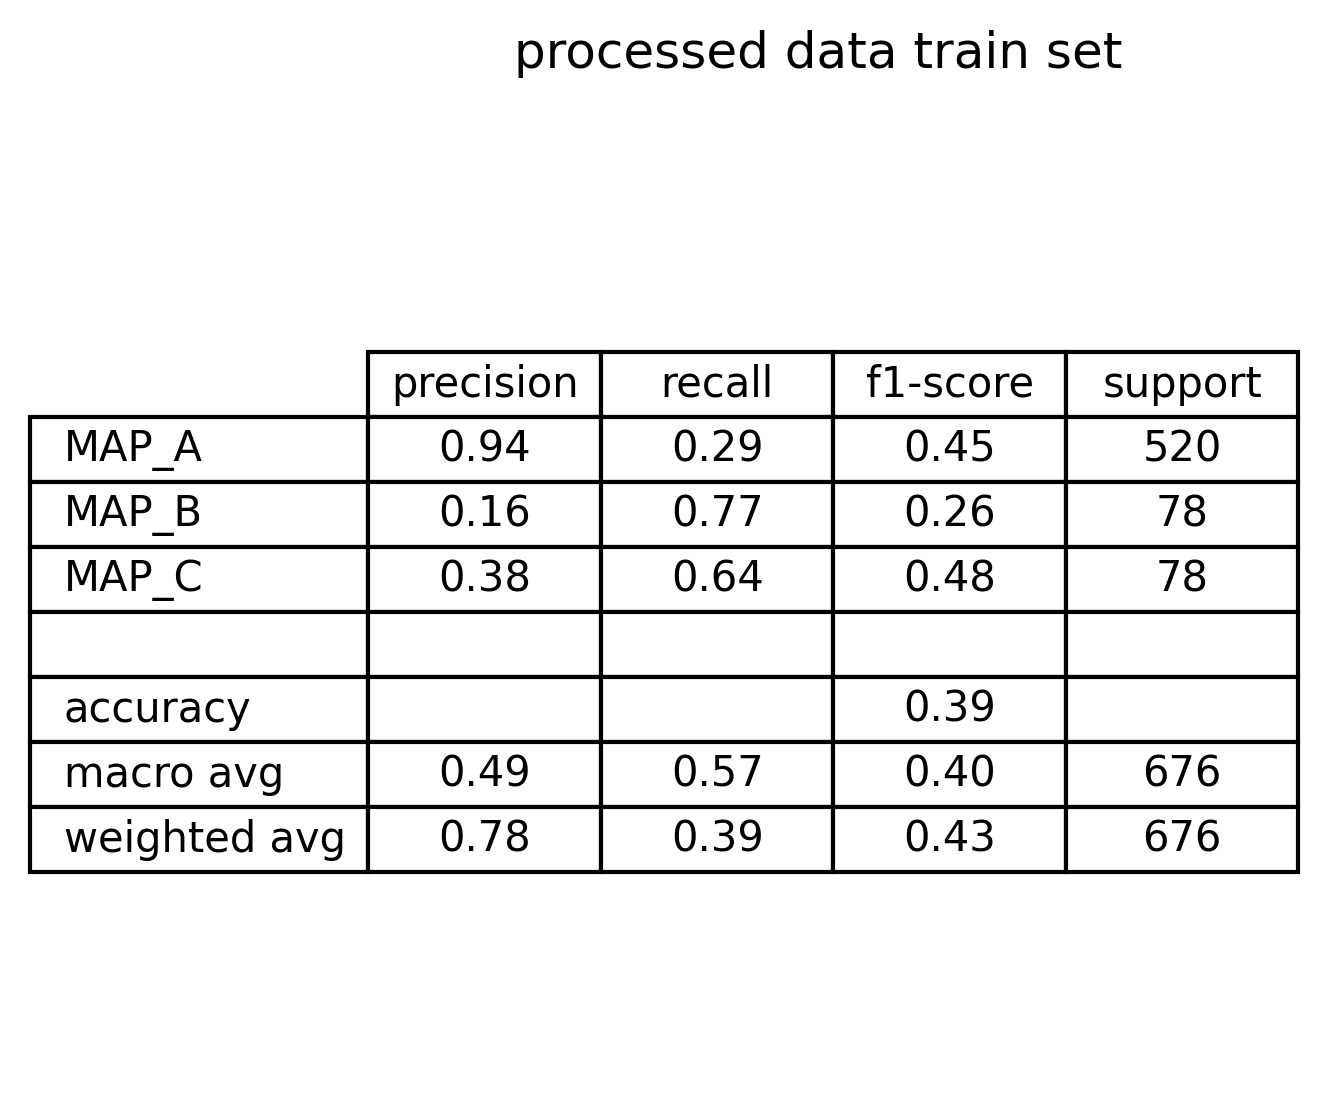 processed data train set
precision recall f1-score support
MAP_A 0.94 0.29 0.45 520
MAP_B 0.16 0.77 0.26 78
MAP_C 0.38 0.64 0.48 78
accuracy 0.39
macro avg 0.49 0.57 0.40 676
weighted avg 0.78 0.39 0.43 676